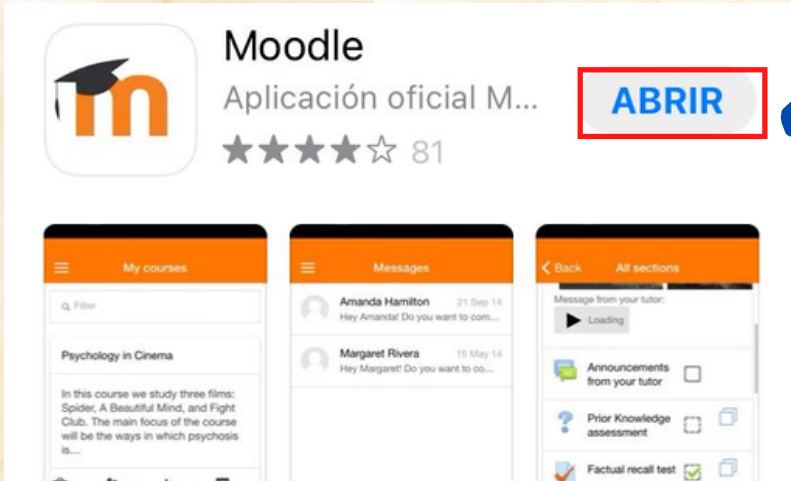 Moodle
Aplicación oficial M...
ABRIR
81
My courses
Filter
Psychology in Cinema
In this course we study three films:
Spider, A Beautiful Mind, and Fight
Club. The main focus of the course
will be the ways in which psychosis
is...
Messages
Amanda Hamilton 21 Sep 14
Hey Amanda! Do you want to com...
Margaret Rivera 15 May 14
Hey Margaret! Do you want to co...
Back All sections
Message from your tutor:
Loading
Announcements
from your tutor
Prior Knowledge
assessment
Factual recall test